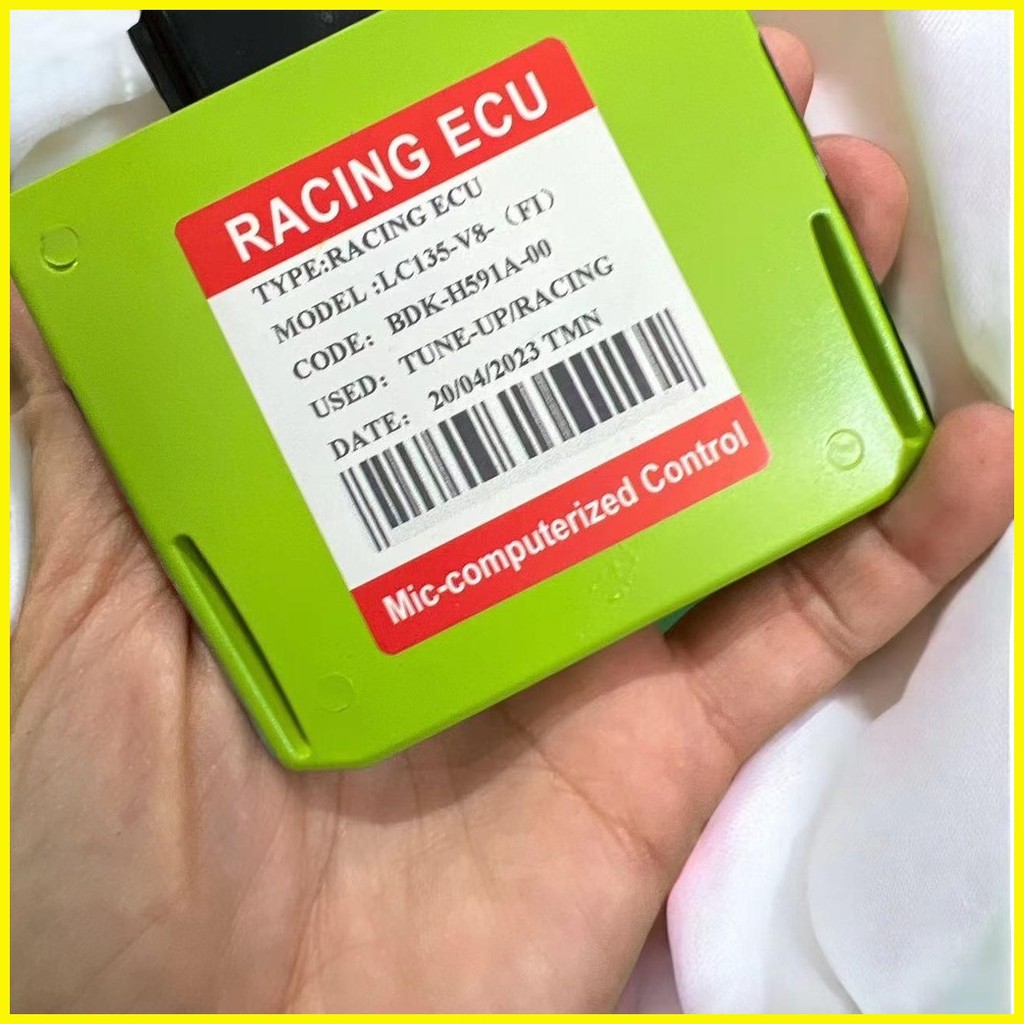 RACING ECU
TYPE:RACING ECU
MODEL :LC135-V8-（FI）
CODE: BDK-H591A-00
USED: TUNE-UP/RACING
DATE: 20/04/2023 TMN
Mic-computerized Control